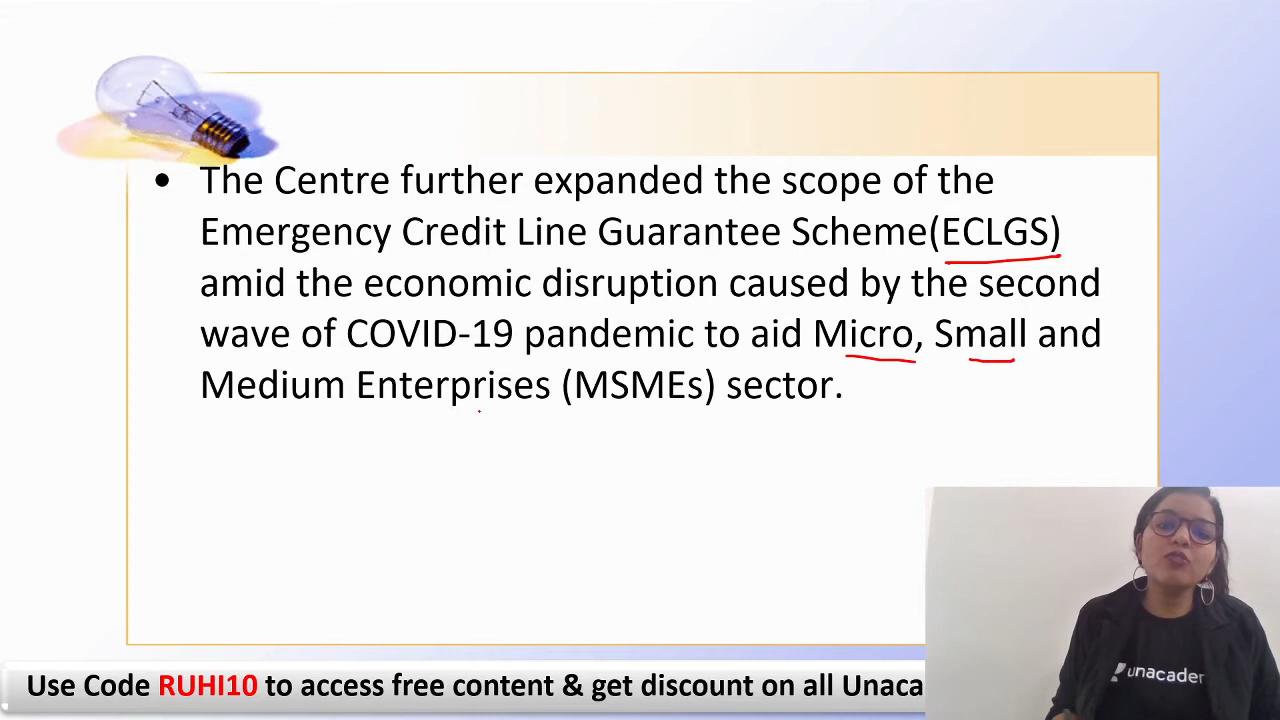 • The Centre further expanded the scope of the
Emergency Credit Line Guarantee Scheme(ECLGS)
amid the economic disruption caused by the second
wave of COVID-19 pandemic to aid Micro, Small and
Medium Enterprises (MSMEs) sector.
unacader
Use Code RUHI10 to access free content & get discount on all Unaca